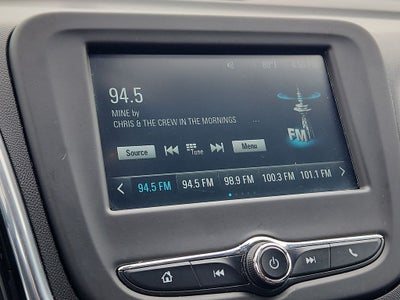 94.5
MINE by
CHRIS & THE CREW IN THE MORNINGS ...
FM
Source Tune Menu
94.5 FM 94.5 FM 98.9 FM 100.3 FM 101.1 FM